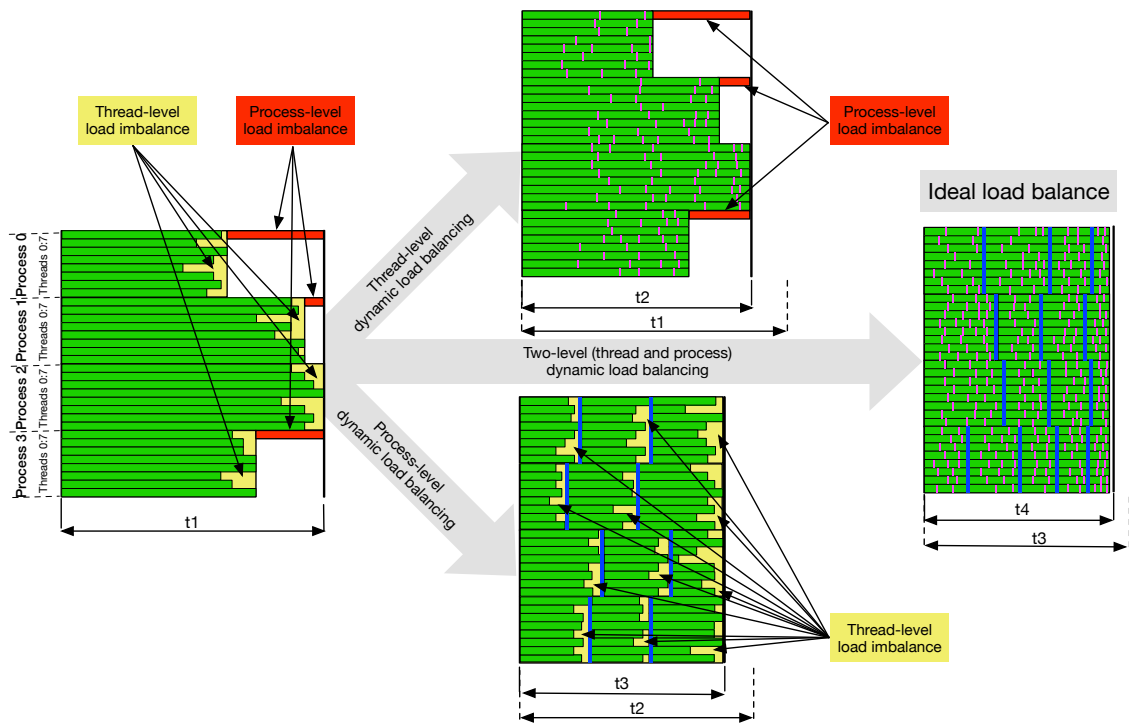 Thread-level
load imbalance
Process-level
load imbalance
Process 0
Threads 0:7
Process 1
Threads 0:7
Process 2
Threads 0:7
Process 3
Threads 0:7
t1
Thread-level
dynamic load balancing
Process-level
load imbalance
t2
t1
Two-level (thread and process)
dynamic load balancing
Process-level
dynamic load balancing
Thread-level
load imbalance
t3
t2
Ideal load balance
t4
t3